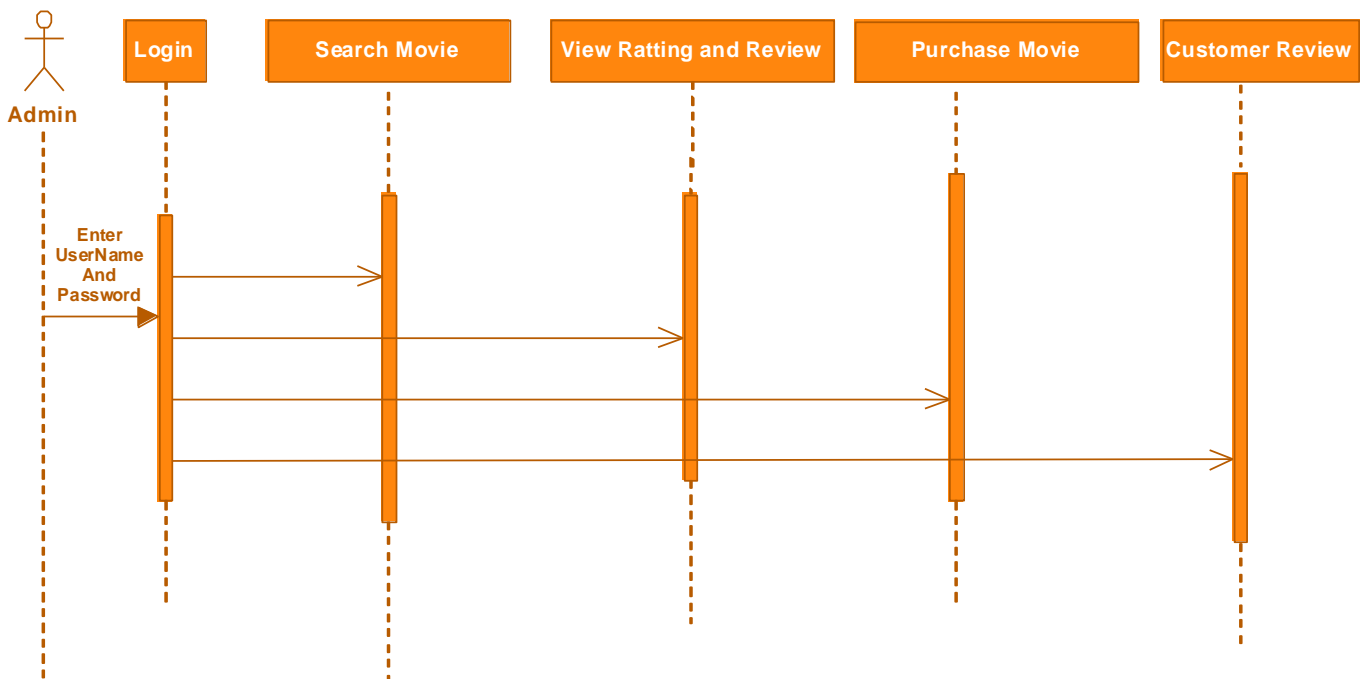 Login
Search Movie
View Ratting and Review
Purchase Movie
Customer Review
Admin
Enter
UserName
And
Password